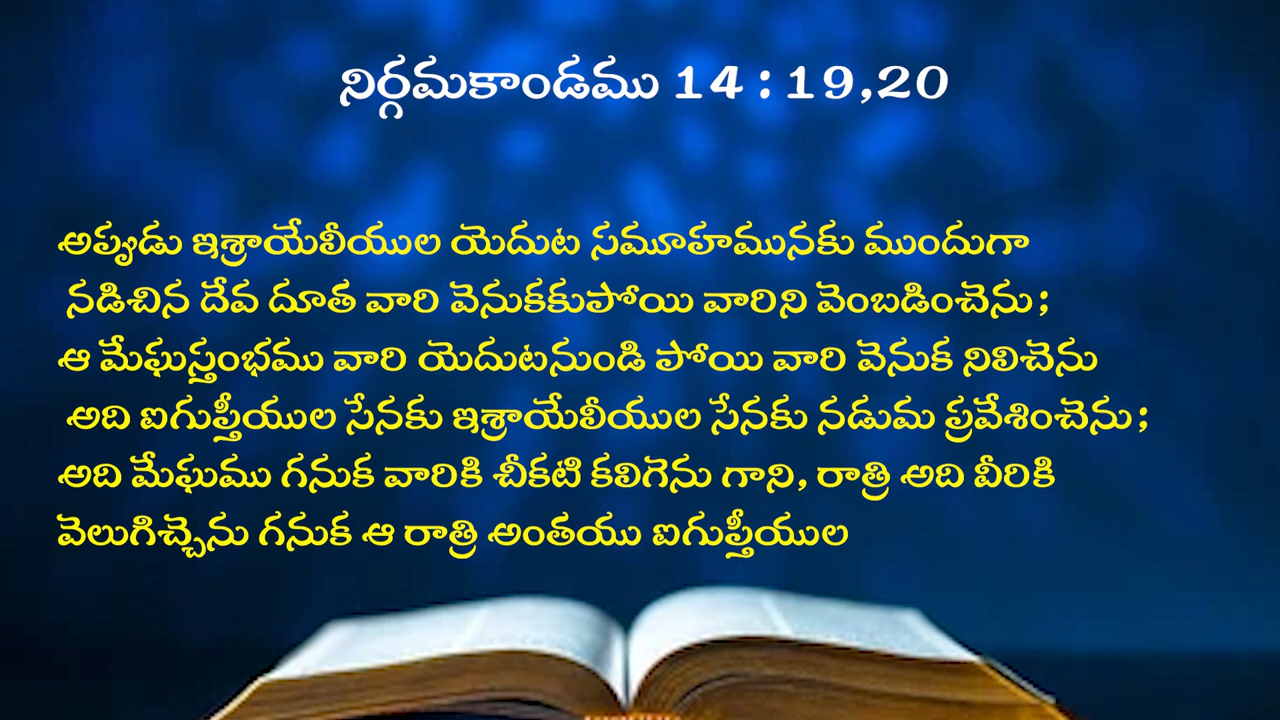 నిర్గమకాండము 14 : 19,20
అప్పుడు ఇశ్రాయేలీయుల యెదుట సమూహమునకు ముందుగా
నడిచిన దేవ దూత వారి వెనుకకుపోయి వారిని వెంబడించెను;
ఆ మేఘస్తంభము వారి యెదుటనుండి పోయి వారి వెనుక నిలిచెను
అది ఐగుప్తీయుల సేనకు ఇశ్రాయేలీయుల సేనకు నడుమ ప్రవేశించెను;
అది మేఘము గనుక వారికి చీకటి కలిగెను గాని, రాత్రి అది వీరికి
వెలుగిచ్చెను గనుక ఆ రాత్రి అంతయు ఐగుప్తీయుల